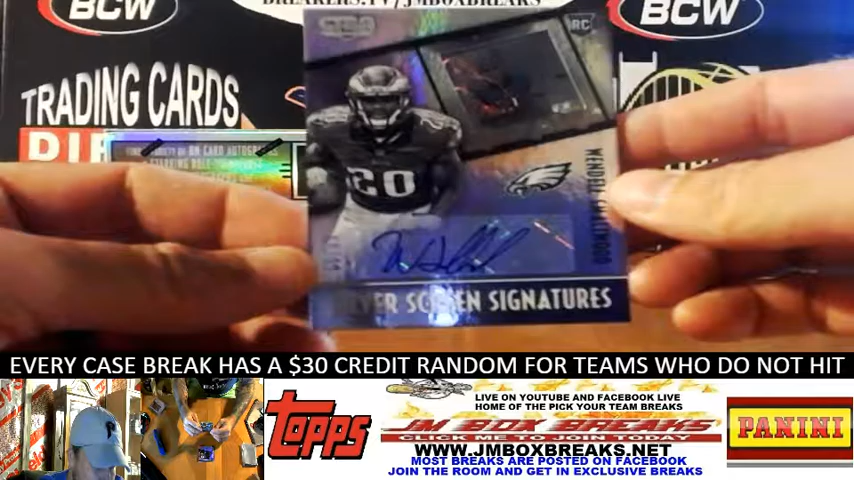 BREAKERS.TV/JMBOXBREAKS
BCW
BCW
TRADING CARDS
RC
20
WENDELL SMALLWOOD
SILVER SCREEN SIGNATURES
EVERY CASE BREAK HAS A $30 CREDIT RANDOM FOR TEAMS WHO DO NOT HIT
topps
LIVE ON YOUTUBE AND FACEBOOK LIVE
HOME OF THE PICK YOUR TEAM BREAKS
JM BOX BREAKS
CLICK ME TO JOIN TODAY
WWW.JMBOXBREAKS.NET
MOST BREAKS ARE POSTED ON FACEBOOK
JOIN THE ROOM AND GET IN EXCLUSIVE BREAKS
PANINI